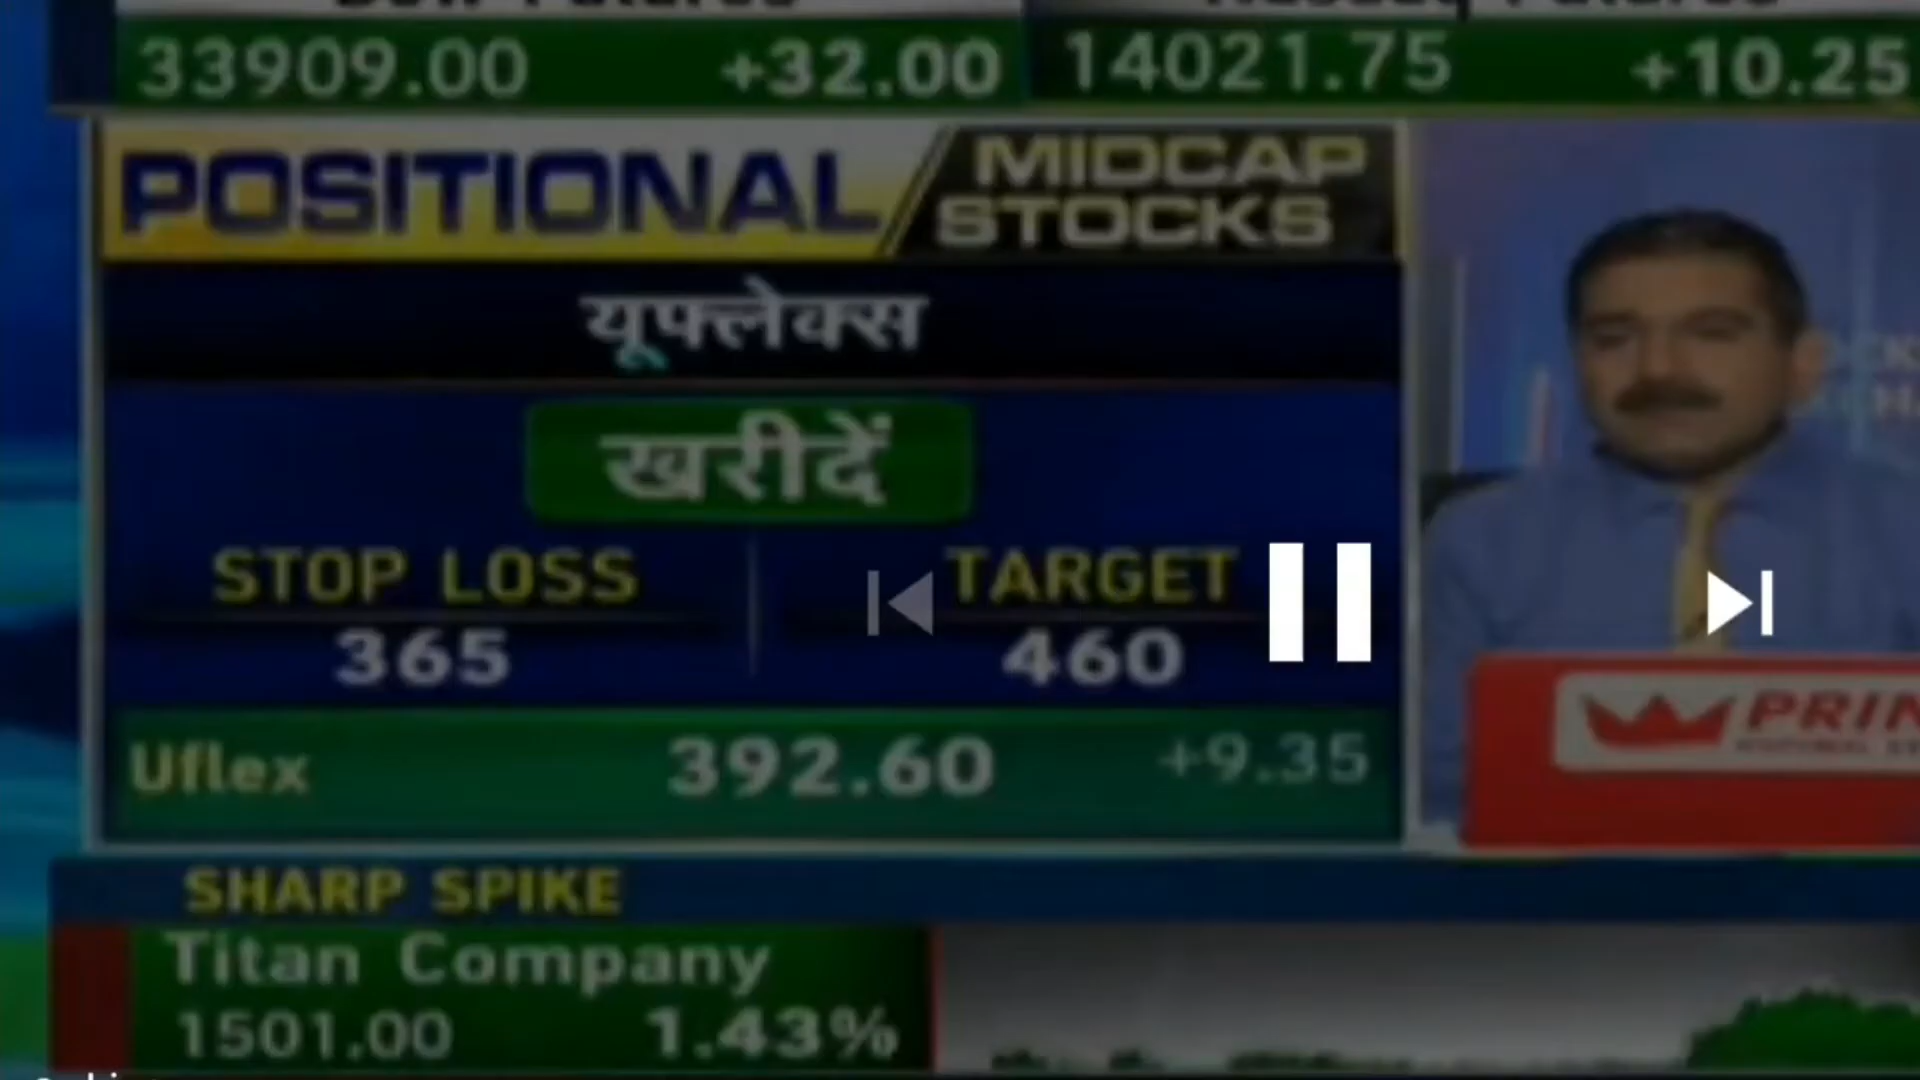 33909.00 +32.00 14021.75 +10.25
POSITIONAL MIDCAP STOCKS
यूफ्लेक्स
खरीदें
STOP LOSS TARGET
365 460
PRIN
Uflex 392.60 +9.35
SHARP SPIKE
Titan Company
1501.00 1.43%